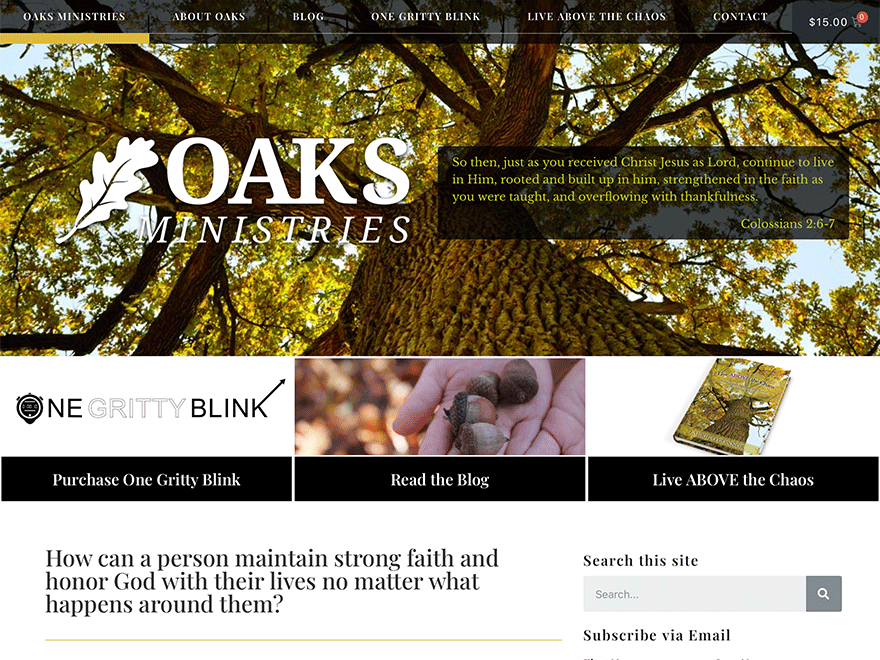 OAKS MINISTRIES
ABOUT OAKS
BLOG
ONE GRITTY BLINK
LIVE ABOVE THE CHAOS
CONTACT
$15.00
0
OAKS
MINISTRIES
So then, just as you received Christ Jesus as Lord, continue to live
in Him, rooted and built up in him, strengthened in the faith as
you were taught, and overflowing with thankfulness.
Colossians 2:6-7
NE GRITTY BLINK
Purchase One Gritty Blink
Read the Blog
Live ABOVE the Chaos
How can a person maintain strong faith and
honor God with their lives no matter what
happens around them?
Search this site
Search...
Subscribe via Email